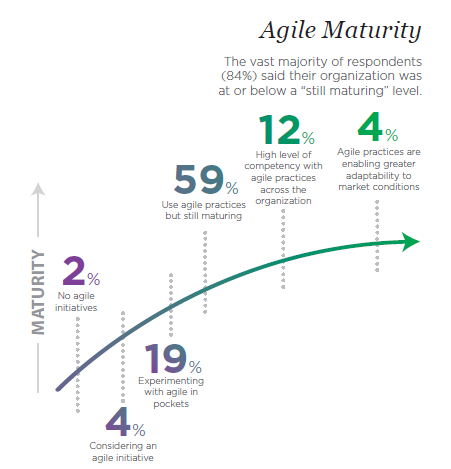 Agile Maturity
The vast majority of respondents
(84%) said their organization was
at or below a “still maturing” level.
MATURITY
2%
No agile
initiatives
4%
Considering an
agile initiative
19%
Experimenting
with agile in
pockets
59%
Use agile practices
but still maturing
12%
High level of
competency with
agile practices
across the
organization
4%
Agile practices are
enabling greater
adaptability to
market conditions